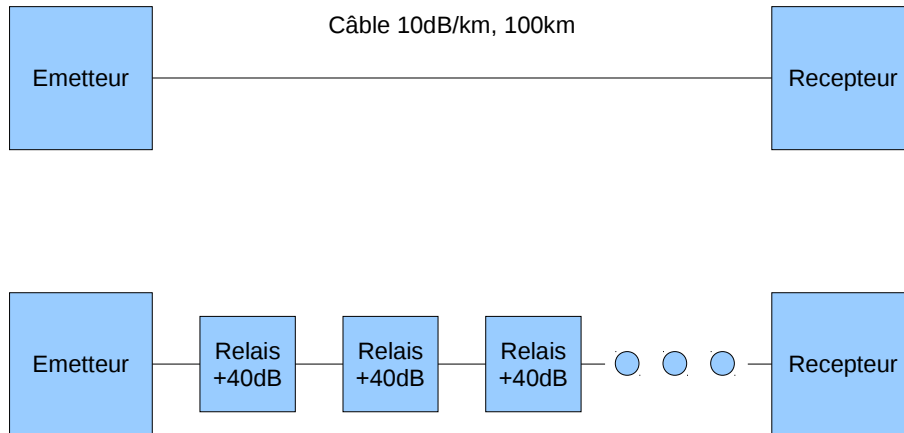 Câble 10dB/km, 100km
Emetteur
Recepteur
Emetteur
Relais
+40dB
Relais
+40dB
Relais
+40dB
Recepteur